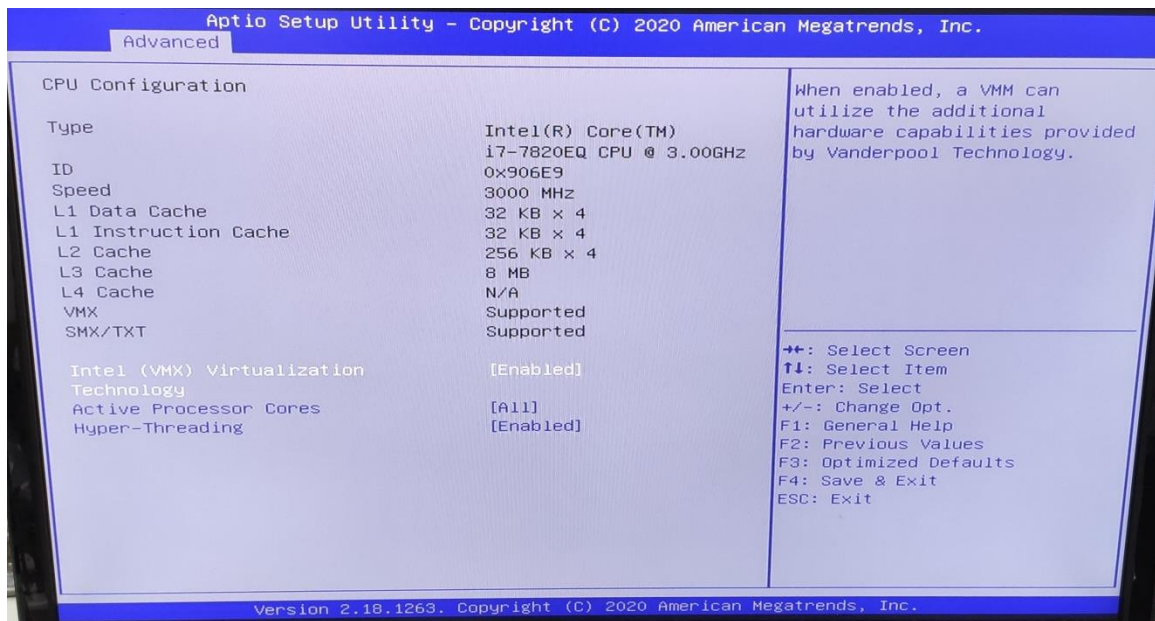 Aptio Setup Utility – Copyright (C) 2020 American Megatrends, Inc.
Advanced
CPU Configuration
Type Intel(R) Core(TM)
i7-7820EQ CPU @ 3.00GHz
ID 0x906E9
Speed 3000 MHz
L1 Data Cache 32 KB x 4
L1 Instruction Cache 32 KB x 4
L2 Cache 256 KB x 4
L3 Cache 8 MB
L4 Cache N/A
VMX Supported
SMX/TXT Supported
Intel (VMX) Virtualization [Enabled]
Technology
Active Processor Cores [All]
Hyper-Threading [Enabled]
When enabled, a VMM can
utilize the additional
hardware capabilities provided
by Vanderpool Technology.
→←: Select Screen
↑↓: Select Item
Enter: Select
+/-: Change Opt.
F1: General Help
F2: Previous Values
F3: Optimized Defaults
F4: Save & Exit
ESC: Exit
Version 2.18.1263. Copyright (C) 2020 American Megatrends, Inc.